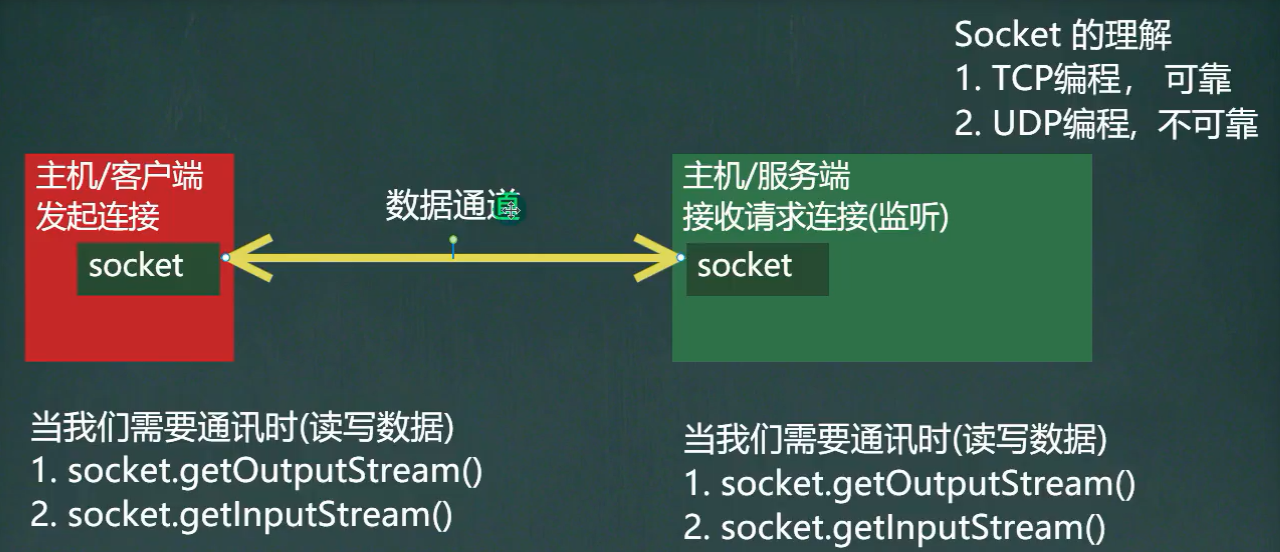 Socket 的理解
1. TCP编程， 可靠
2. UDP编程，不可靠
主机/客户端
发起连接
socket
数据通道
主机/服务端
接收请求连接(监听)
socket
当我们需要通讯时(读写数据)
1. socket.getOutputStream()
2. socket.getInputStream()
当我们需要通讯时(读写数据)
1. socket.getOutputStream()
2. socket.getInputStream()